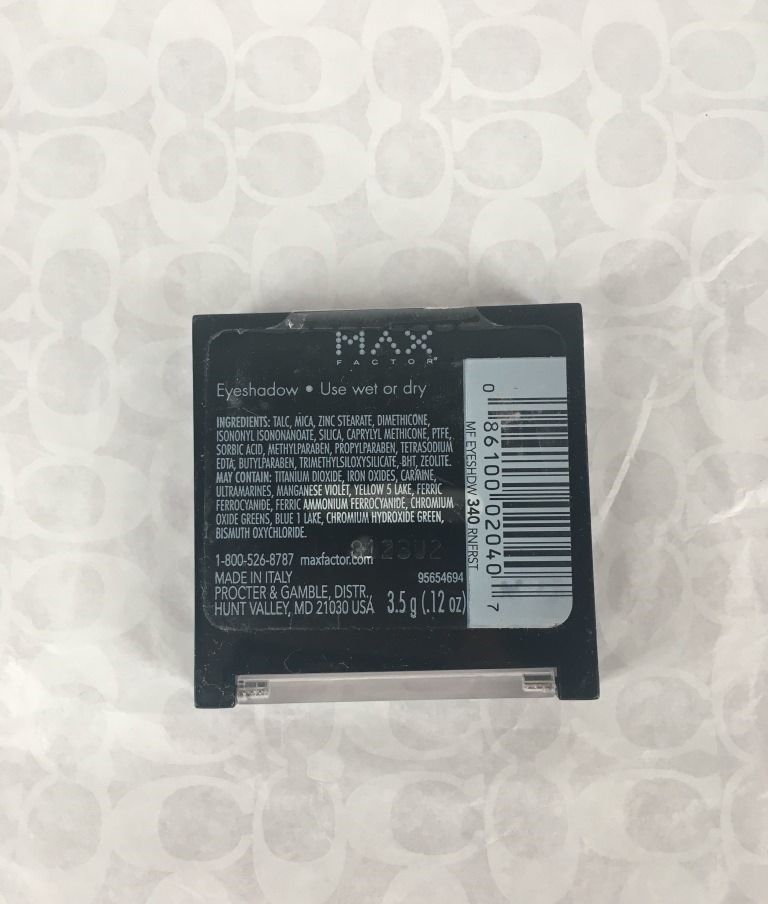 MAX
FACTOR
Eyeshadow • Use wet or dry
INGREDIENTS: TALC, MICA, ZINC STEARATE, DIMETHICONE,
ISONONYL ISONONANOATE, SILICA, CAPRYLYL METHICONE, PTFE,
SORBIC ACID, METHYLPARABEN, PROPYLPARABEN, TETRASODIUM
EDTA, BUTYLPARABEN, TRIMETHYLSILOXYSILICATE, BHT, ZEOLITE.
MAY CONTAIN: TITANIUM DIOXIDE, IRON OXIDES, CARMINE,
ULTRAMARINES, MANGANESE VIOLET, YELLOW 5 LAKE, FERRIC
FERROCYANIDE, FERRIC AMMONIUM FERROCYANIDE, CHROMIUM
OXIDE GREENS, BLUE 1 LAKE, CHROMIUM HYDROXIDE GREEN,
BISMUTH OXYCHLORIDE.
1-800-526-8787 maxfactor.com
MADE IN ITALY 95654694
PROCTER & GAMBLE, DISTR.,
HUNT VALLEY, MD 21030 USA 3.5 g (.12 oz)
MF EYESHDW 340 RNFRST
0 86100 02040 7